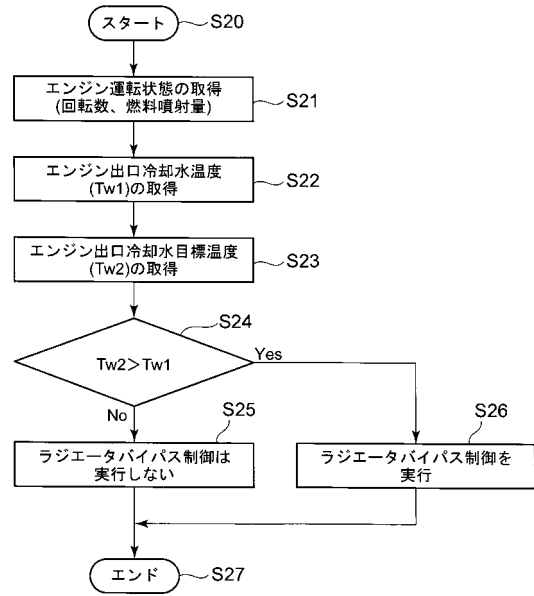 スタート
S20
エンジン運転状態の取得
(回転数、燃料噴射量)
S21
エンジン出口冷却水温度
(Tw1)の取得
S22
エンジン出口冷却水目標温度
(Tw2)の取得
S23
S24
Tw2>Tw1
Yes
No
S25
ラジエータバイパス制御は
実行しない
S26
ラジエータバイパス制御を
実行
エンド
S27